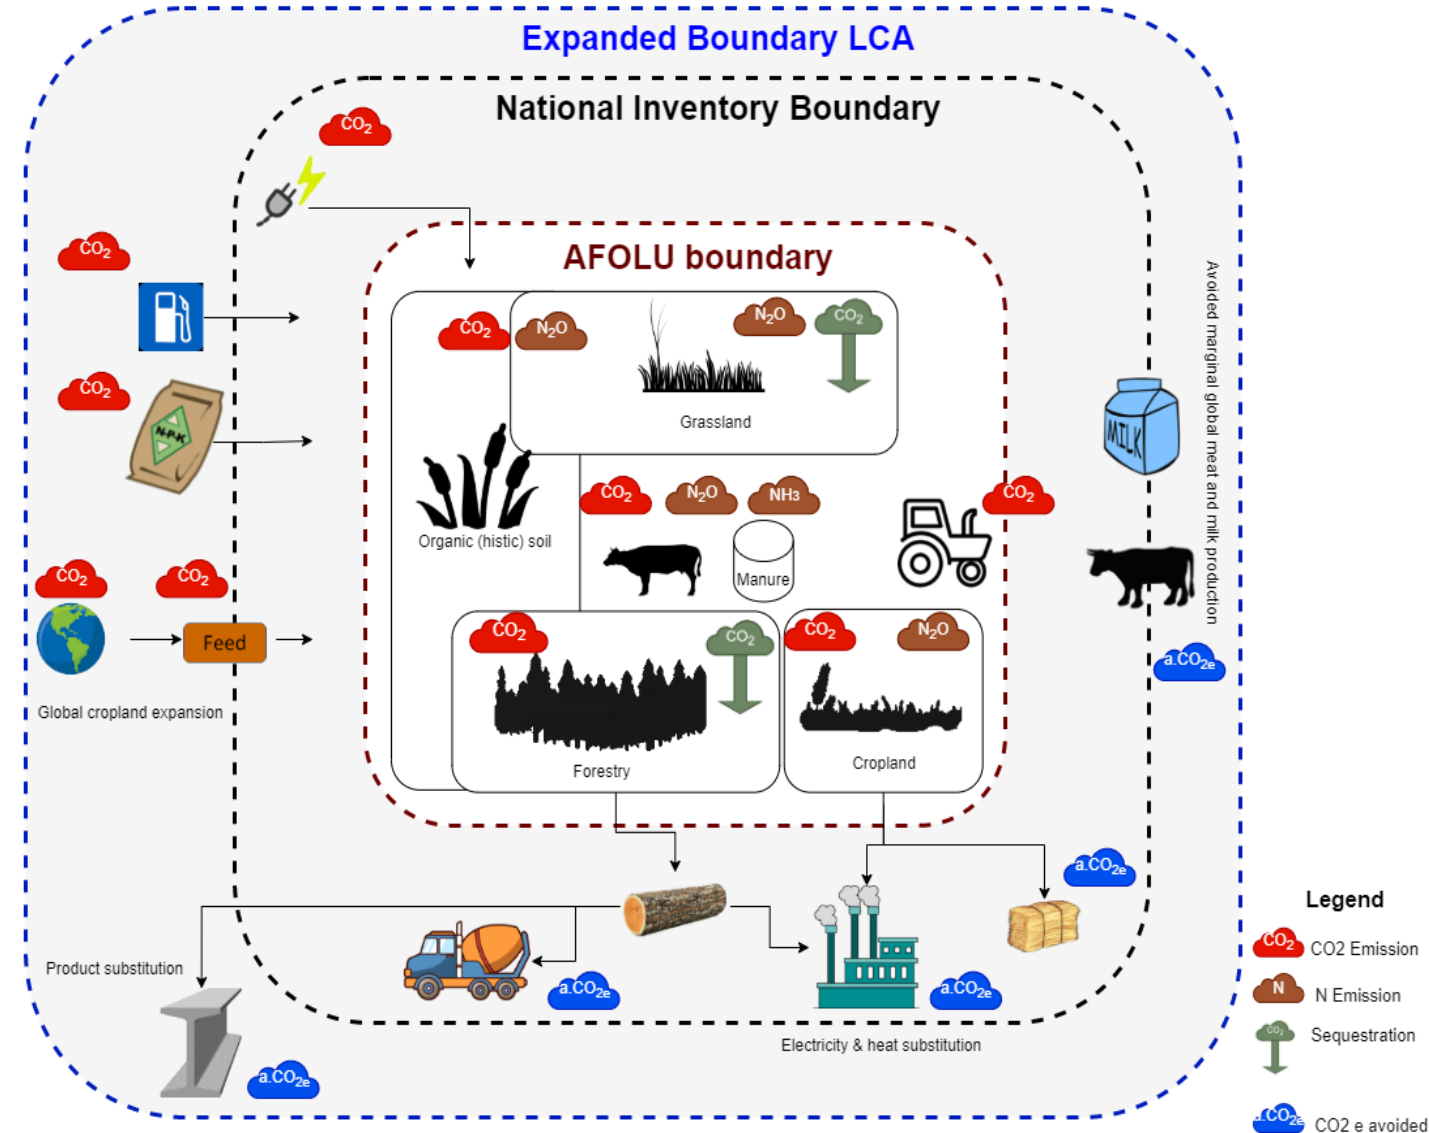 Expanded Boundary LCA
National Inventory Boundary
CO2
CO2
AFOLU boundary
CO2
N2O
N2O
CO2
Grassland
CO2
N-P-K
MILK
Avoided marginal global meat and milk production
Organic (histic) soil
CO2
N2O
NH3
CO2
Manure
CO2
CO2
Feed
Global cropland expansion
CO2
CO2
Forestry
CO2
N2O
Cropland
a.CO2e
a.CO2e
Product substitution
a.CO2e
a.CO2e
Electricity & heat substitution
a.CO2e
Legend
CO2
CO2 Emission
N
N Emission
CO2
Sequestration
a.CO2e
CO2 e avoided